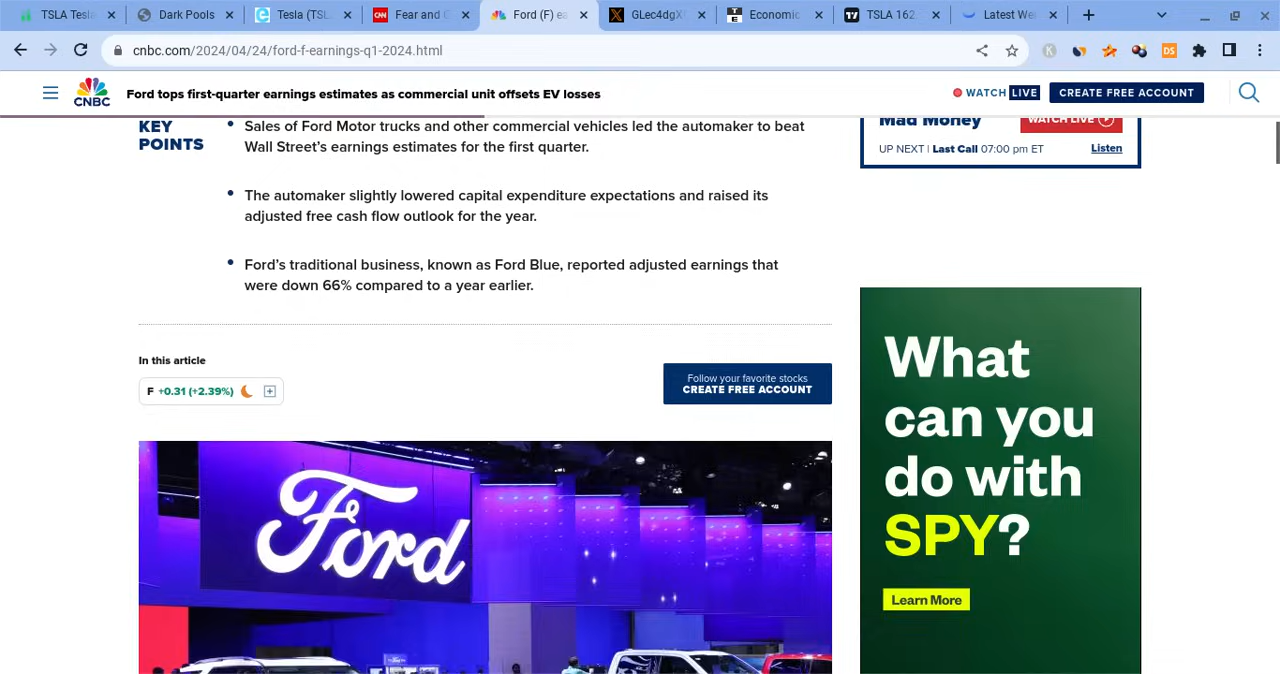 TSLA Tesla
Dark Pools
Tesla (TSL
Fear and G
Ford (F) ea
GLec4dgX
Economic
TSLA 162.
Latest We
cnbc.com/2024/04/24/ford-f-earnings-q1-2024.html
K
DS
CNBC
Ford tops first-quarter earnings estimates as commercial unit offsets EV losses
WATCH LIVE
CREATE FREE ACCOUNT
KEY
POINTS
Sales of Ford Motor trucks and other commercial vehicles led the automaker to beat
Wall Street’s earnings estimates for the first quarter.
The automaker slightly lowered capital expenditure expectations and raised its
adjusted free cash flow outlook for the year.
Ford’s traditional business, known as Ford Blue, reported adjusted earnings that
were down 66% compared to a year earlier.
In this article
F +0.31 (+2.39%)
Follow your favorite stocks
CREATE FREE ACCOUNT
Ford
Mad Money
WATCH LIVE
UP NEXT | Last Call 07:00 pm ET
Listen
What
can you
do with
SPY?
Learn More